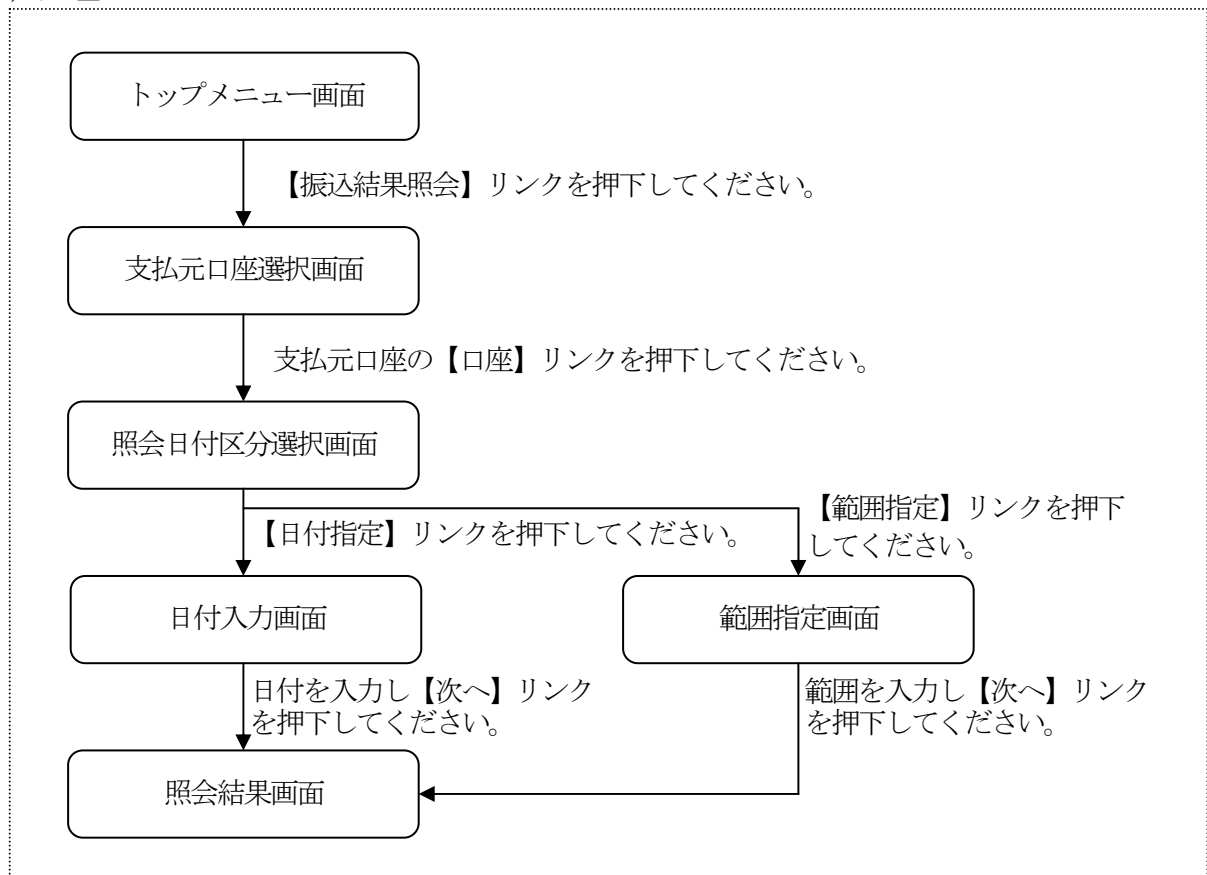 トップメニュー画面
【振込結果照会】リンクを押下してください。
支払元口座選択画面
支払元口座の【口座】リンクを押下してください。
照会日付区分選択画面
【日付指定】リンクを押下してください。
【範囲指定】リンクを押下
してください。
日付入力画面
範囲指定画面
日付を入力し【次へ】リンク
を押下してください。
範囲を入力し【次へ】リンク
を押下してください。
照会結果画面